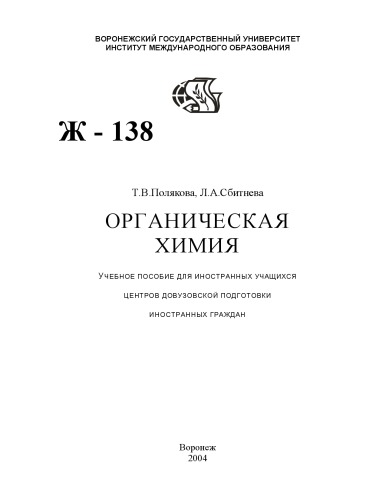 ВОРОНЕЖСКИЙ ГОСУДАРСТВЕННЫЙ УНИВЕРСИТЕТ
ИНСТИТУТ МЕЖДУНАРОДНОГО ОБРАЗОВАНИЯ
Ж - 138
Т.В.Полякова, Л.А.Сбитнева
ОРГАНИЧЕСКАЯ
ХИМИЯ
УЧЕБНОЕ ПОСОБИЕ ДЛЯ ИНОСТРАННЫХ УЧАЩИХСЯ
ЦЕНТРОВ ДОВУЗОВСКОЙ ПОДГОТОВКИ
ИНОСТРАННЫХ ГРАЖДАН
Воронеж
2004